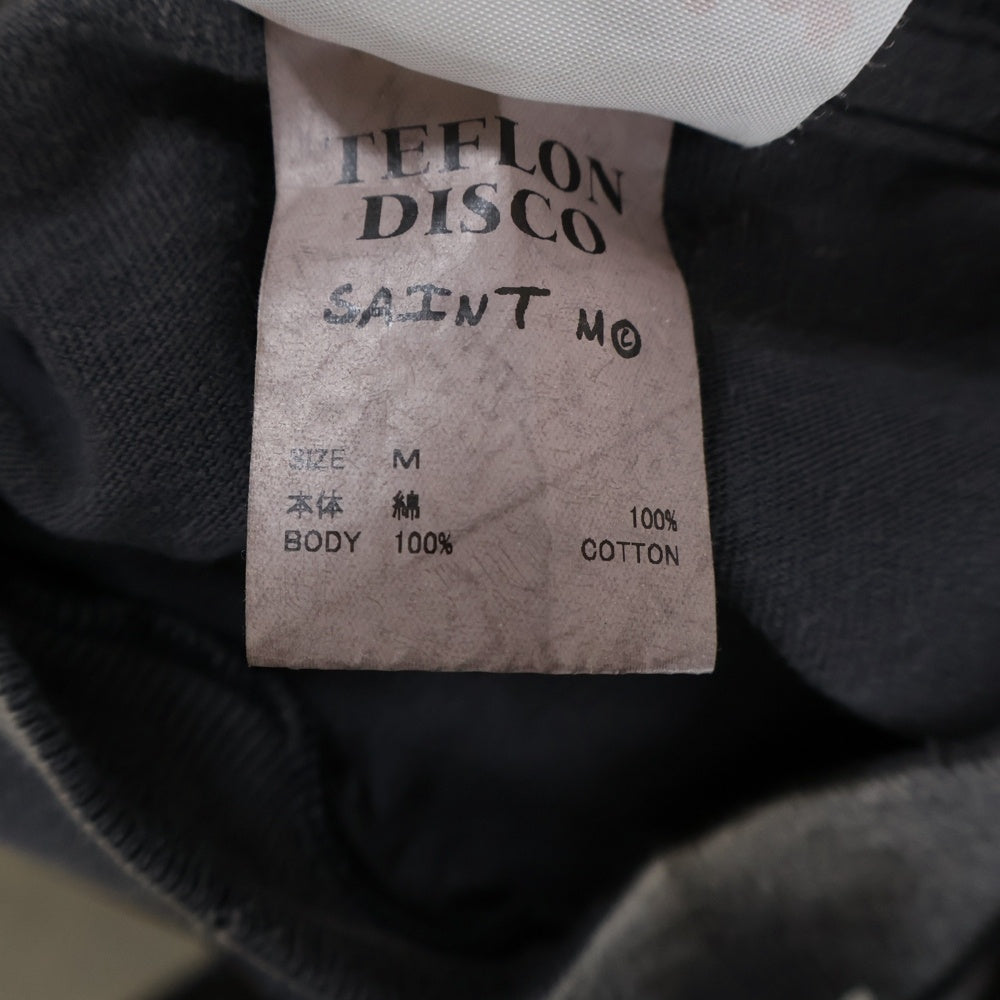 TEFLON
DISCO
SAINT M©
SIZE M
本体 綿 100%
BODY 100% COTTON